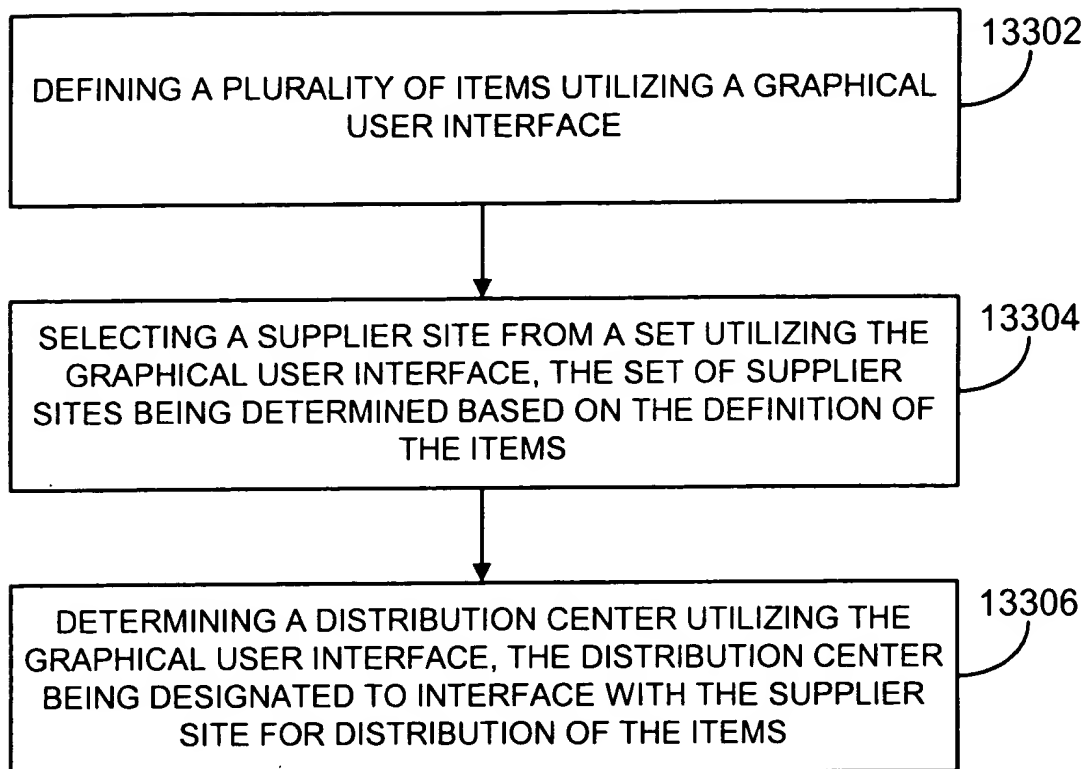 13302
DEFINING A PLURALITY OF ITEMS UTILIZING A GRAPHICAL
USER INTERFACE
13304
SELECTING A SUPPLIER SITE FROM A SET UTILIZING THE
GRAPHICAL USER INTERFACE, THE SET OF SUPPLIER
SITES BEING DETERMINED BASED ON THE DEFINITION OF
THE ITEMS
13306
DETERMINING A DISTRIBUTION CENTER UTILIZING THE
GRAPHICAL USER INTERFACE, THE DISTRIBUTION CENTER
BEING DESIGNATED TO INTERFACE WITH THE SUPPLIER
SITE FOR DISTRIBUTION OF THE ITEMS